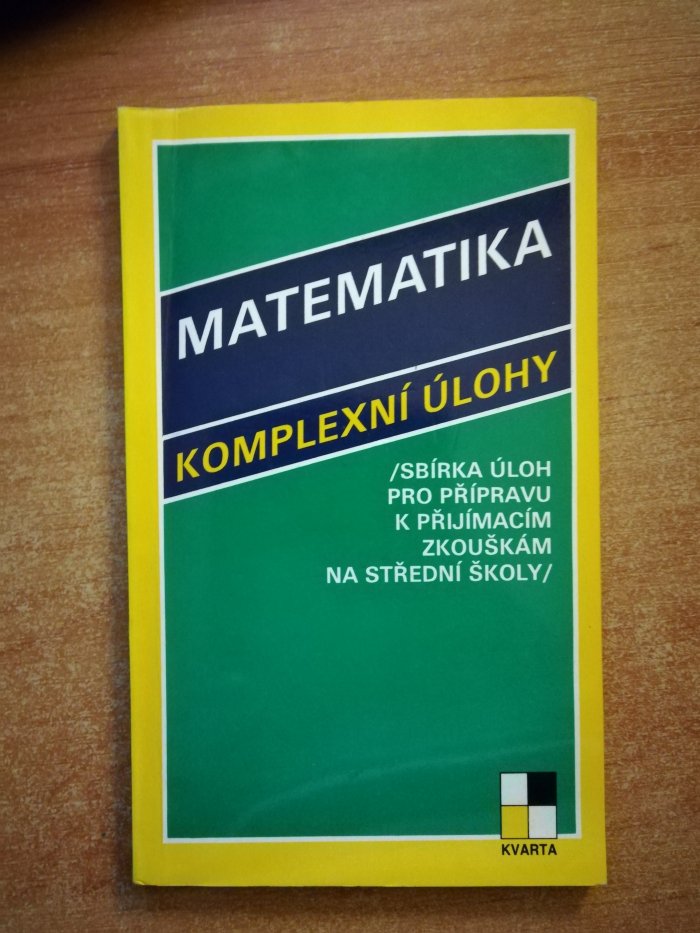 MATEMATIKA
KOMPLEXNÍ ÚLOHY
/SBÍRKA ÚLOH
PRO PŘÍPRAVU
K PŘIJÍMACÍM
ZKOUŠKÁM
NA STŘEDNÍ ŠKOLY/
KVARTA